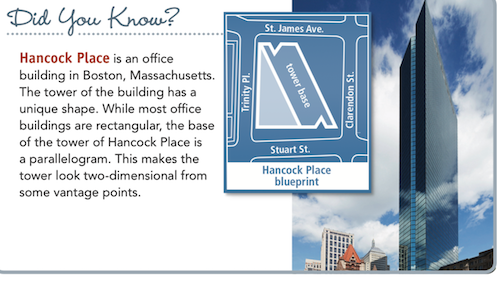 Did You Know?
Hancock Place is an office
building in Boston, Massachusetts.
The tower of the building has a
unique shape. While most office
buildings are rectangular, the base
of the tower of Hancock Place is
a parallelogram. This makes the
tower look two-dimensional from
some vantage points.
St. James Ave.
Trinity Pl.
tower base
Clarendon St.
Stuart St.
Hancock Place
blueprint